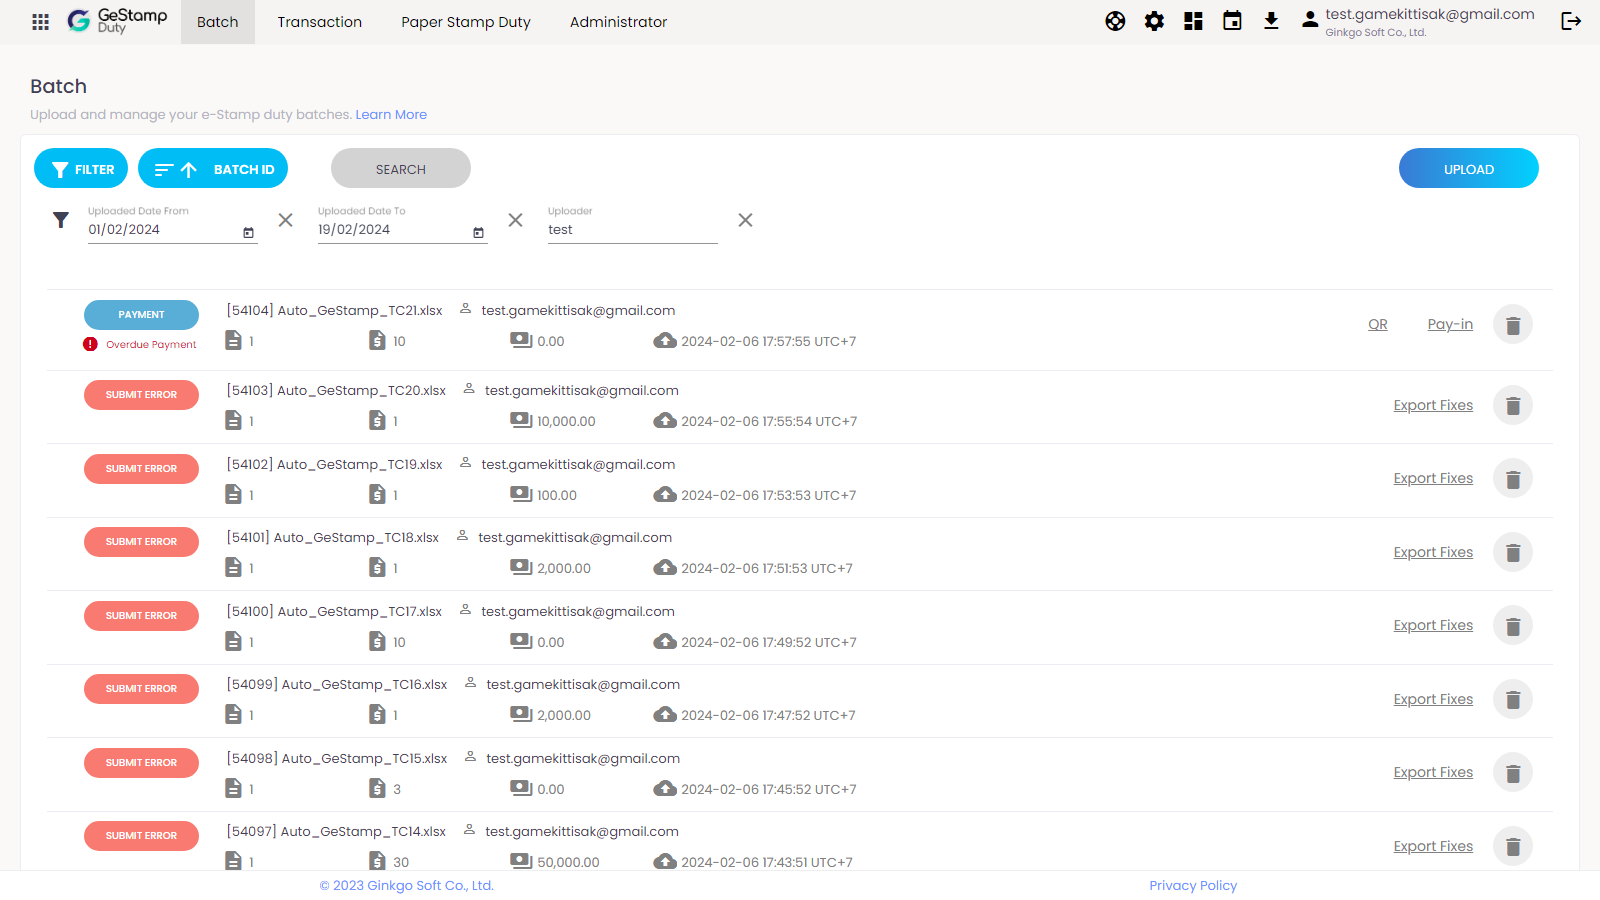 GeStamp
Duty
Batch
Transaction
Paper Stamp Duty
Administrator
test.gamekittisak@gmail.com
Ginkgo Soft Co., Ltd.
Batch
Upload and manage your e-Stamp duty batches. Learn More
FILTER
BATCH ID
SEARCH
UPLOAD
Uploaded Date From
01/02/2024
Uploaded Date To
19/02/2024
Uploader
test
PAYMENT
Overdue Payment
[54104] Auto_GeStamp_TC21.xlsx test.gamekittisak@gmail.com
1 10 0.00 2024-02-06 17:57:55 UTC+7
QR Pay-in
SUBMIT ERROR
[54103] Auto_GeStamp_TC20.xlsx test.gamekittisak@gmail.com
1 1 10,000.00 2024-02-06 17:55:54 UTC+7
Export Fixes
SUBMIT ERROR
[54102] Auto_GeStamp_TC19.xlsx test.gamekittisak@gmail.com
1 1 100.00 2024-02-06 17:53:53 UTC+7
Export Fixes
SUBMIT ERROR
[54101] Auto_GeStamp_TC18.xlsx test.gamekittisak@gmail.com
1 1 2,000.00 2024-02-06 17:51:53 UTC+7
Export Fixes
SUBMIT ERROR
[54100] Auto_GeStamp_TC17.xlsx test.gamekittisak@gmail.com
1 10 0.00 2024-02-06 17:49:52 UTC+7
Export Fixes
SUBMIT ERROR
[54099] Auto_GeStamp_TC16.xlsx test.gamekittisak@gmail.com
1 1 2,000.00 2024-02-06 17:47:52 UTC+7
Export Fixes
SUBMIT ERROR
[54098] Auto_GeStamp_TC15.xlsx test.gamekittisak@gmail.com
1 3 0.00 2024-02-06 17:45:52 UTC+7
Export Fixes
SUBMIT ERROR
[54097] Auto_GeStamp_TC14.xlsx test.gamekittisak@gmail.com
1 30 50,000.00 2024-02-06 17:43:51 UTC+7
Export Fixes
© 2023 Ginkgo Soft Co., Ltd.
Privacy Policy